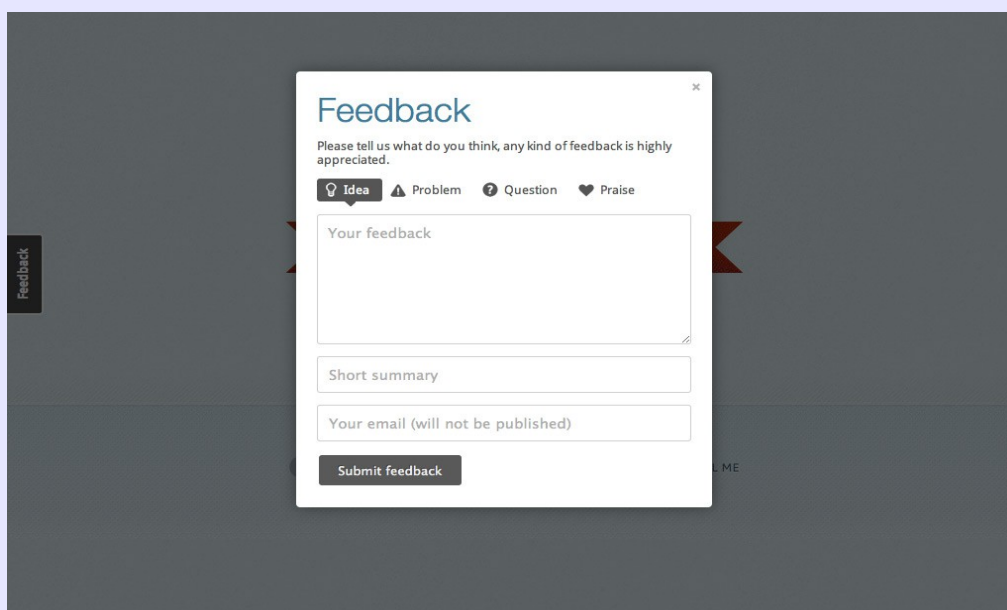 ×
Feedback
Please tell us what do you think, any kind of feedback is highly
appreciated.
Idea Problem Question Praise
Your feedback
Feedback
Short summary
Your email (will not be published)
Submit feedback
ME